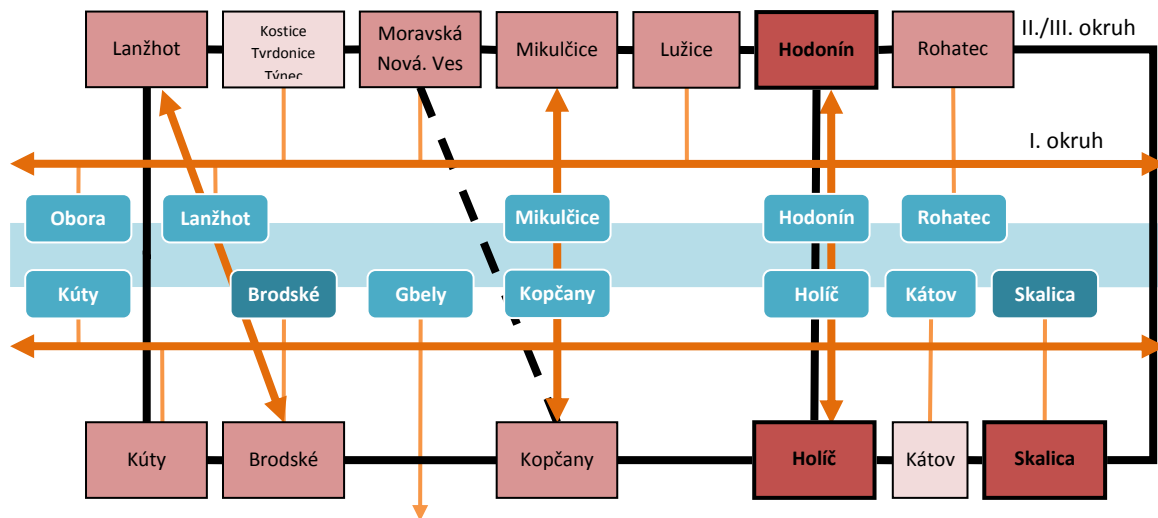 Lanžhot
Kostice
Tvrdonice
Týnec
Moravská
Nová. Ves
Mikulčice
Lužice
Hodonín
Rohatec
II./III. okruh
I. okruh
Obora
Lanžhot
Mikulčice
Hodonín
Rohatec
Kúty
Brodské
Gbely
Kopčany
Holíč
Kátov
Skalica
Kúty
Brodské
Kopčany
Holíč
Kátov
Skalica